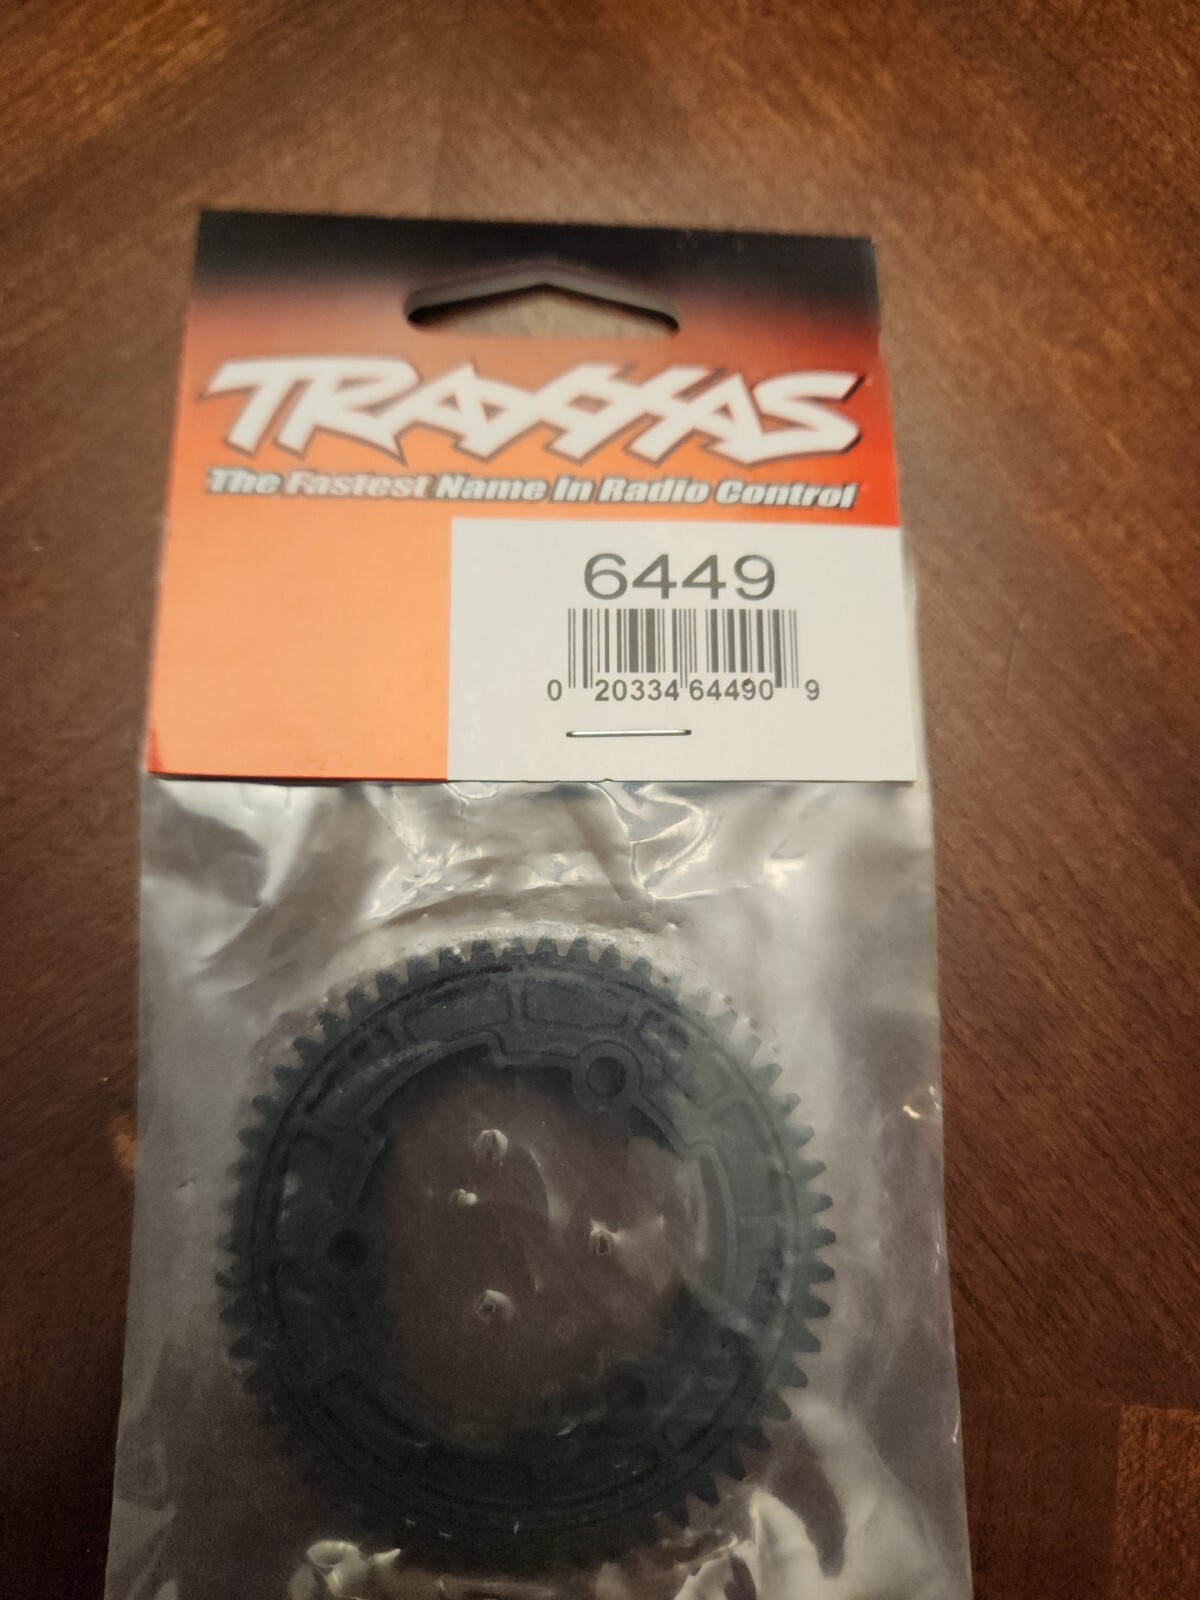 TRAXXAS
The Fastest Name In Radio Control
6449
0 20334 64490 9